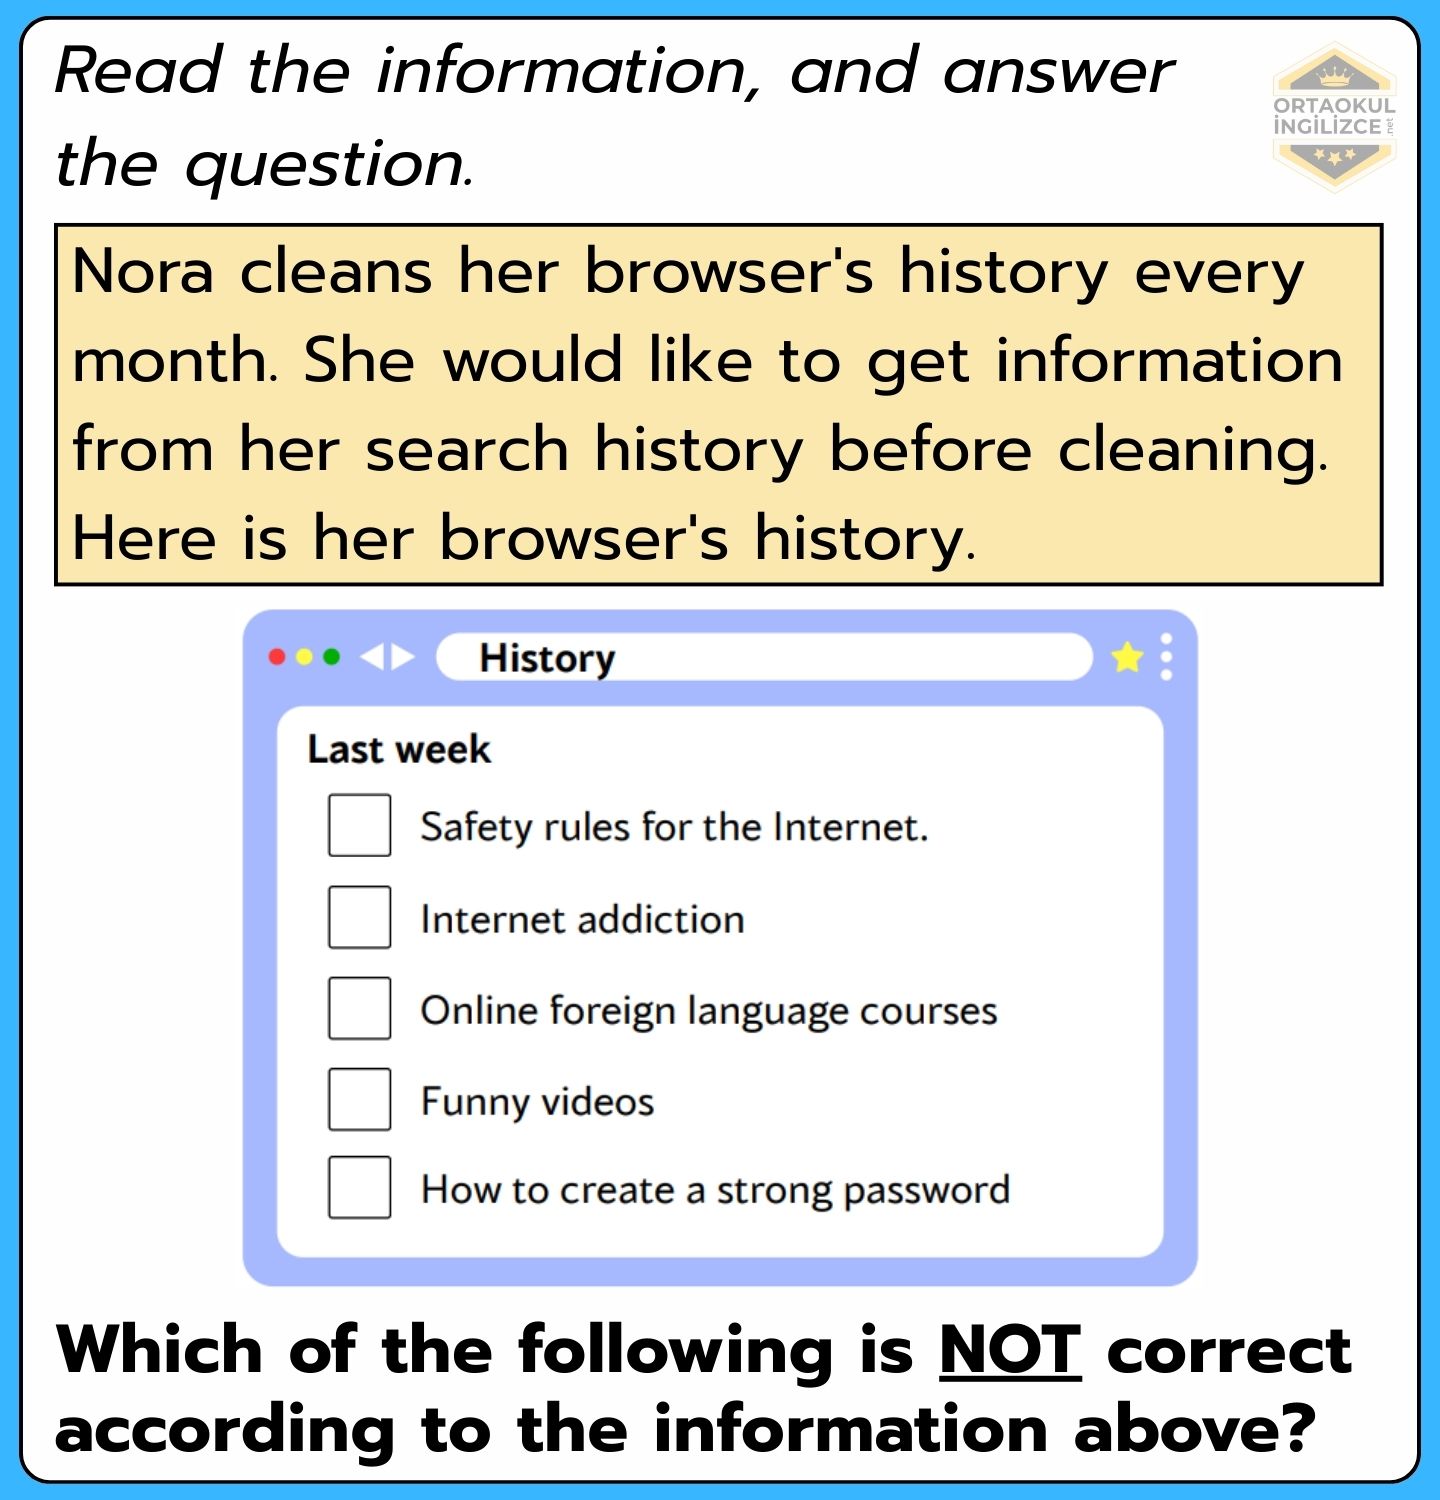 Read the information, and answer
the question.
ORTAOKUL
İNGİLİZCE.net
Nora cleans her browser's history every
month. She would like to get information
from her search history before cleaning.
Here is her browser's history.
History
Last week
Safety rules for the Internet.
Internet addiction
Online foreign language courses
Funny videos
How to create a strong password
Which of the following is NOT correct
according to the information above?